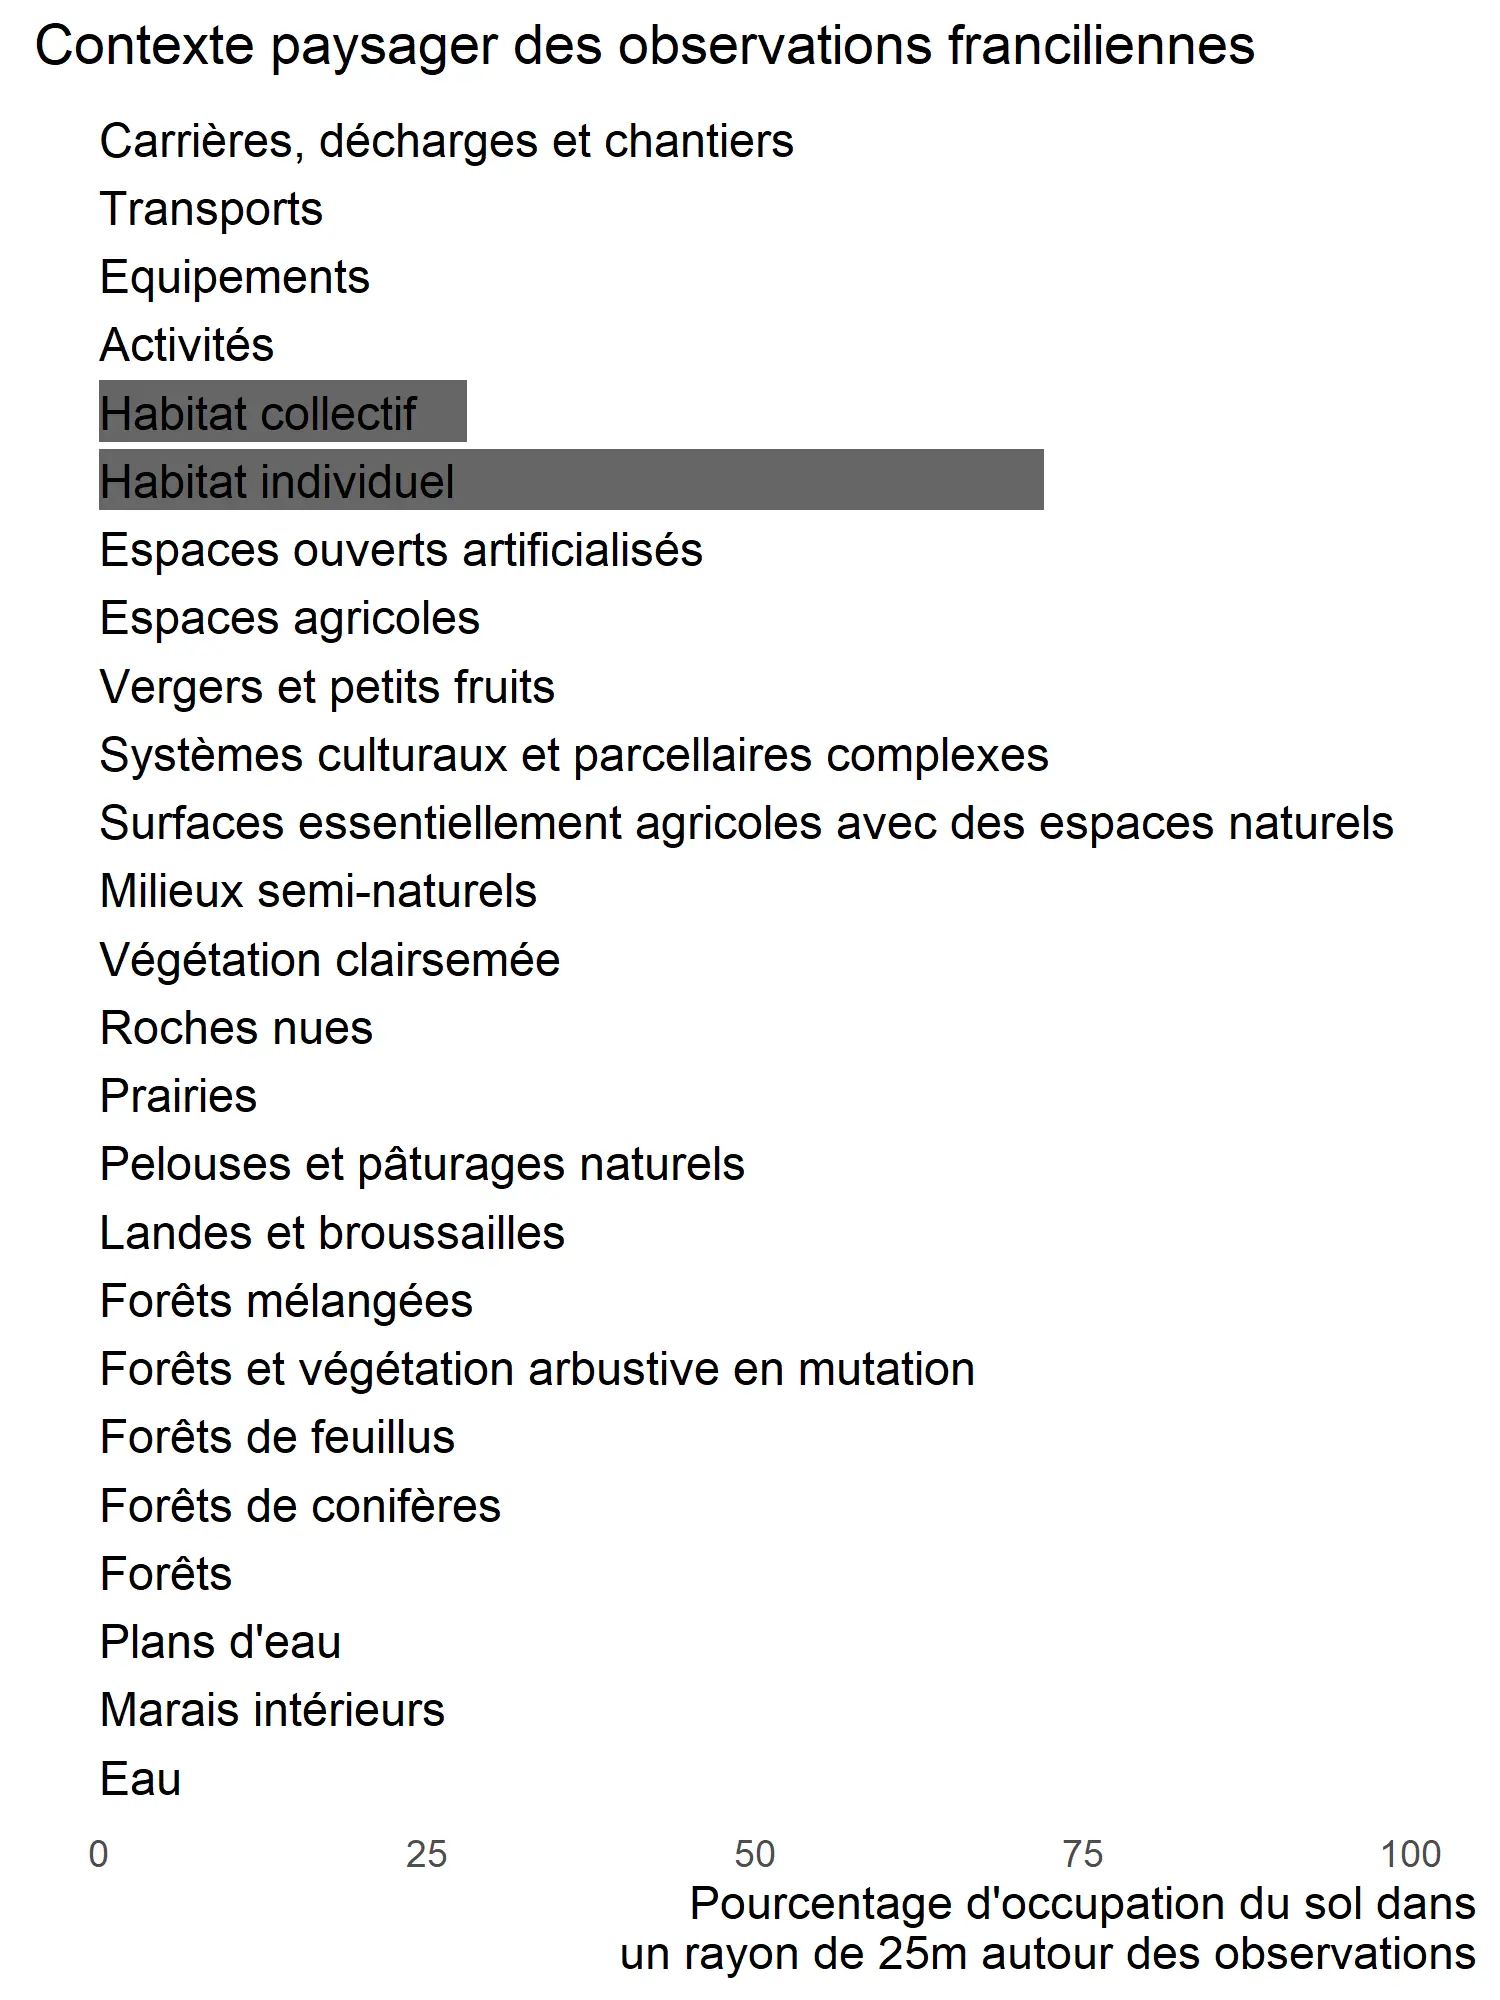 Contexte paysager des observations franciliennes
Carrières, décharges et chantiers
Transports
Equipements
Activités
Habitat collectif
Habitat individuel
Espaces ouverts artificialisés
Espaces agricoles
Vergers et petits fruits
Systèmes culturaux et parcellaires complexes
Surfaces essentiellement agricoles avec des espaces naturels
Milieux semi-naturels
Végétation clairsemée
Roches nues
Prairies
Pelouses et pâturages naturels
Landes et broussailles
Forêts mélangées
Forêts et végétation arbustive en mutation
Forêts de feuillus
Forêts de conifères
Forêts
Plans d'eau
Marais intérieurs
Eau
0 25 50 75 100
Pourcentage d'occupation du sol dans
un rayon de 25m autour des observations